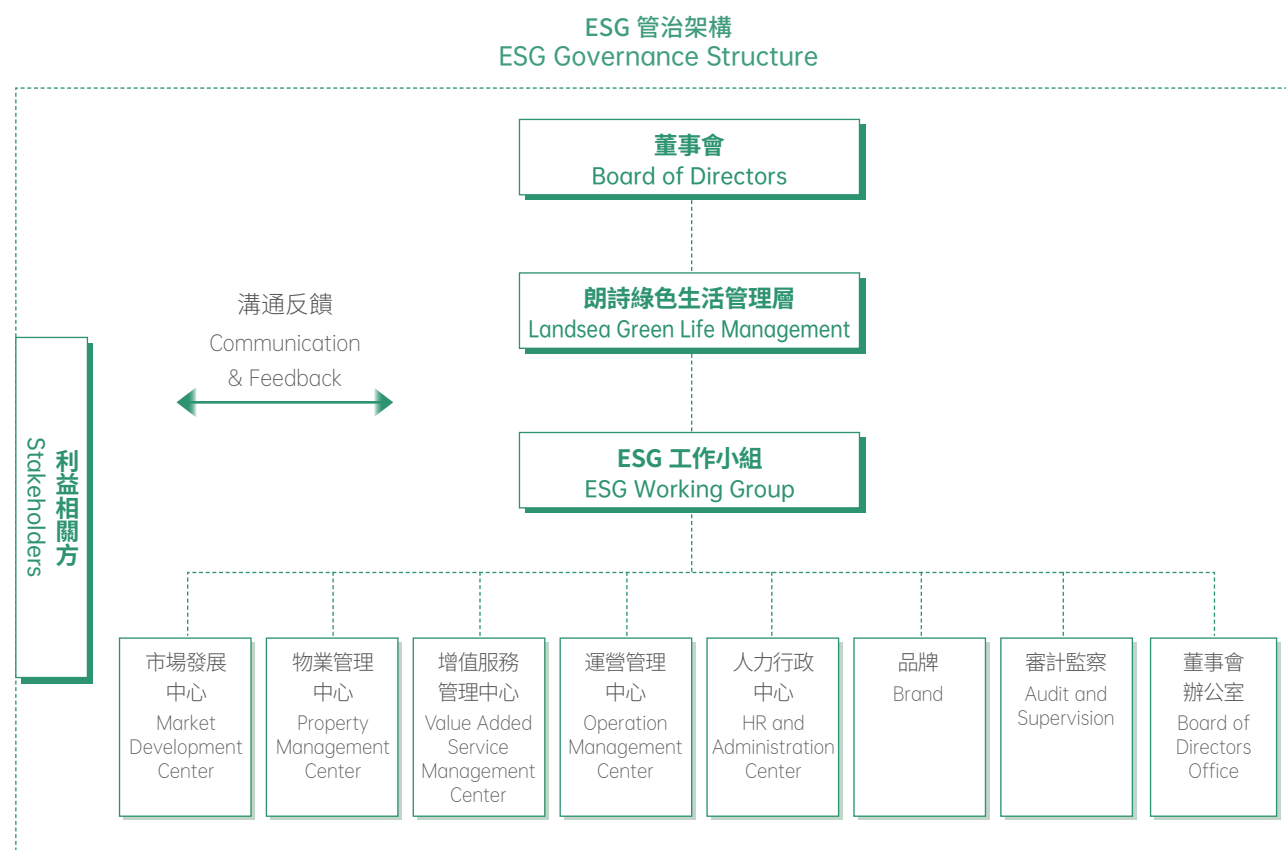 ESG 管治架構
ESG Governance Structure
董事會
Board of Directors
朗詩綠色生活管理層
Landsea Green Life Management
溝通反饋
Communication
& Feedback
利益相關方
Stakeholders
ESG 工作小組
ESG Working Group
市場發展
中心
Market
Development
Center
物業管理
中心
Property
Management
Center
增值服務
管理中心
Value Added
Service
Management
Center
運營管理
中心
Operation
Management
Center
人力行政
中心
HR and
Administration
Center
品牌
Brand
審計監察
Audit and
Supervision
董事會
辦公室
Board of
Directors
Office